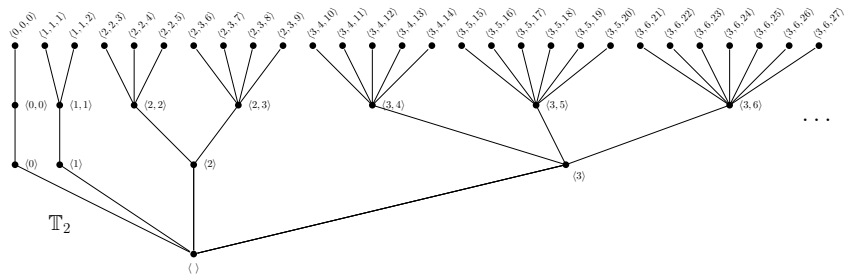 ⟨0,0,0⟩ ⟨1,1,1⟩ ⟨1,1,2⟩ ⟨2,2,3⟩ ⟨2,2,4⟩ ⟨2,2,5⟩ ⟨2,3,6⟩ ⟨2,3,7⟩ ⟨2,3,8⟩ ⟨2,3,9⟩ ⟨3,4,10⟩ ⟨3,4,11⟩ ⟨3,4,12⟩ ⟨3,4,13⟩ ⟨3,4,14⟩ ⟨3,5,15⟩ ⟨3,5,16⟩ ⟨3,5,17⟩ ⟨3,5,18⟩ ⟨3,5,19⟩ ⟨3,5,20⟩ ⟨3,6,21⟩ ⟨3,6,22⟩ ⟨3,6,23⟩ ⟨3,6,24⟩ ⟨3,6,25⟩ ⟨3,6,26⟩ ⟨3,6,27⟩
⟨0,0⟩ ⟨1,1⟩ ⟨2,2⟩ ⟨2,3⟩ ⟨3,4⟩ ⟨3,5⟩ ⟨3,6⟩
...
⟨0⟩ ⟨1⟩ ⟨2⟩ ⟨3⟩
𝕋₂
⟨ ⟩